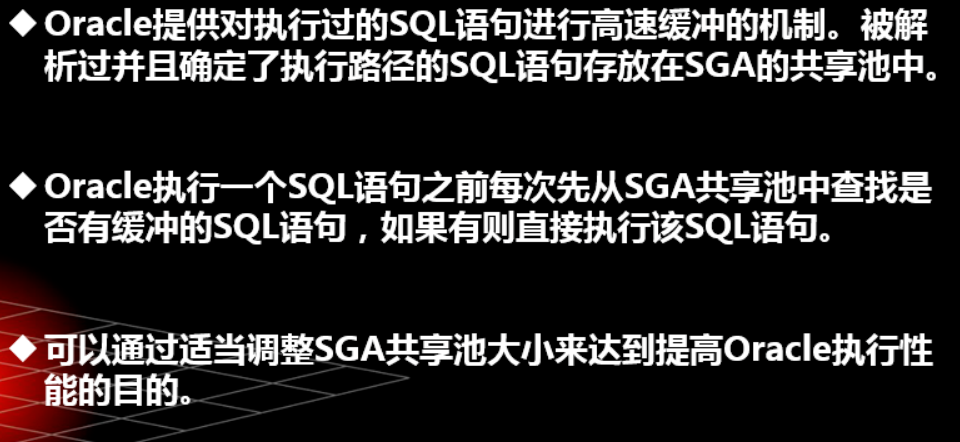 ◆Oracle提供对执行过的SQL语句进行高速缓冲的机制。被解
析过并且确定了执行路径的SQL语句存放在SGA的共享池中。
◆Oracle执行一个SQL语句之前每次先从SGA共享池中查找是
否有缓冲的SQL语句，如果有则直接执行该SQL语句。
◆可以通过适当调整SGA共享池大小来达到提高Oracle执行性
能的目的。